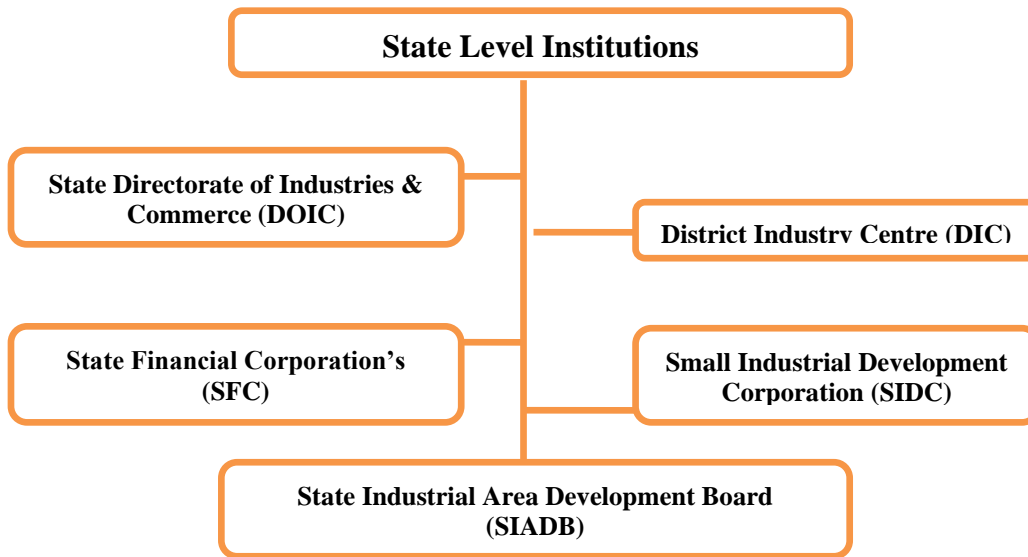 State Level Institutions
State Directorate of Industries &
Commerce (DOIC)
District Industry Centre (DIC)
State Financial Corporation’s
(SFC)
Small Industrial Development
Corporation (SIDC)
State Industrial Area Development Board
(SIADB)